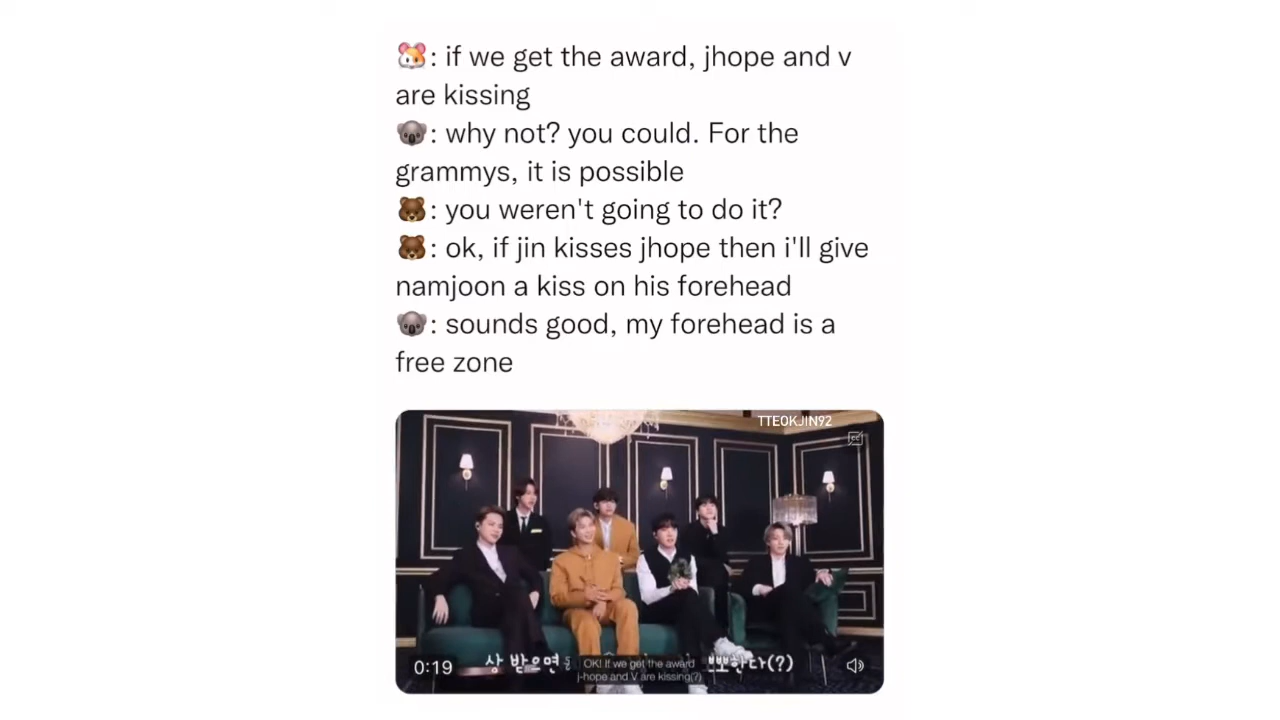 🐹: if we get the award, jhope and v
are kissing
🐨: why not? you could. For the
grammys, it is possible
🐻: you weren't going to do it?
🐻: ok, if jin kisses jhope then i'll give
namjoon a kiss on his forehead
🐨: sounds good, my forehead is a
free zone
TTEOKJIN92
CC
0:19
상 받으면
뽀뽀한다(?)
OK! If we get the award
j-hope and V are kissing(?)